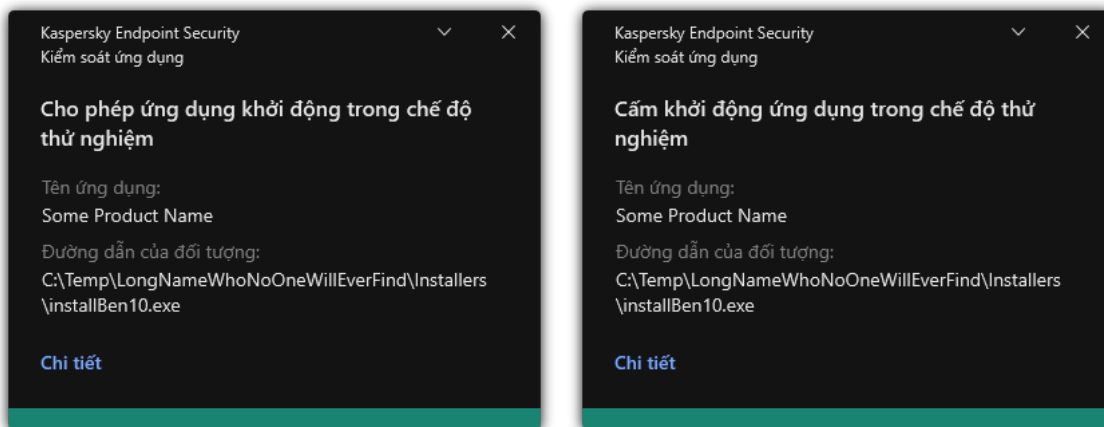 Kaspersky Endpoint Security
Kiểm soát ứng dụng
Cho phép ứng dụng khởi động trong chế độ
thử nghiệm
Tên ứng dụng:
Some Product Name
Đường dẫn của đối tượng:
C:\Temp\LongNameWhoNoOneWillEverFind\Installers
\installBen10.exe
Chi tiết
Kaspersky Endpoint Security
Kiểm soát ứng dụng
Cấm khởi động ứng dụng trong chế độ thử
nghiệm
Tên ứng dụng:
Some Product Name
Đường dẫn của đối tượng:
C:\Temp\LongNameWhoNoOneWillEverFind\Installers
\installBen10.exe
Chi tiết